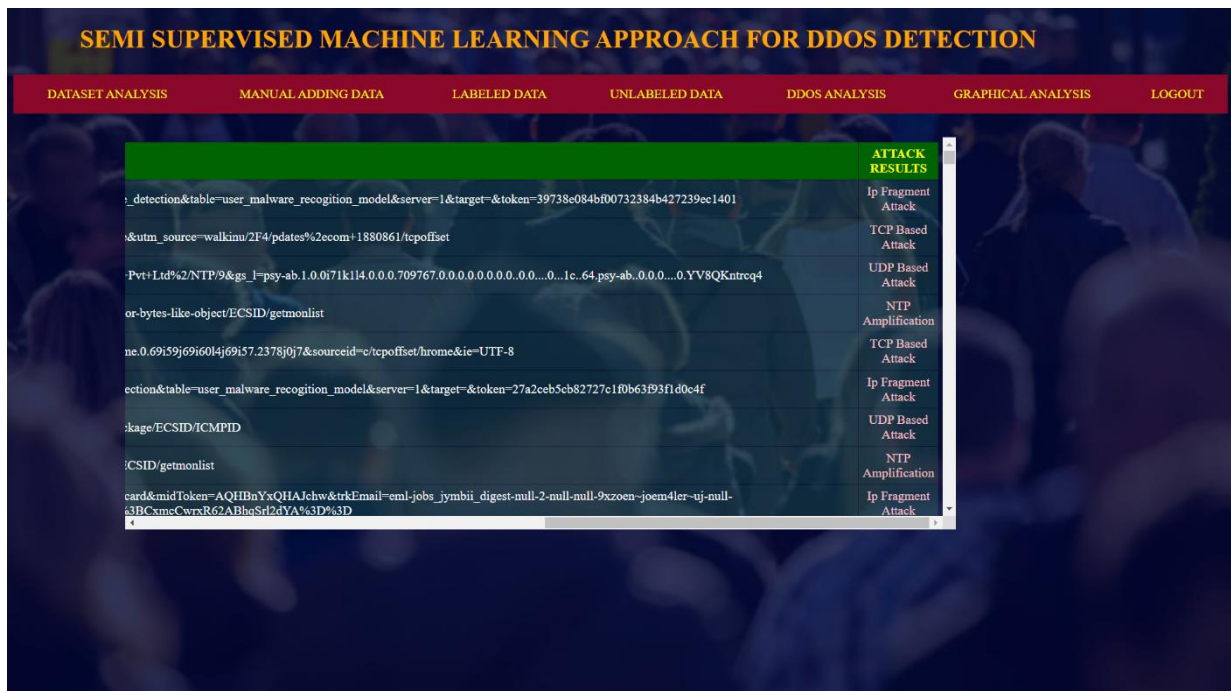 SEMI SUPERVISED MACHINE LEARNING APPROACH FOR DDOS DETECTION
DATASET ANALYSIS MANUAL ADDING DATA LABELED DATA UNLABELED DATA DDOS ANALYSIS GRAPHICAL ANALYSIS LOGOUT
ATTACK
RESULTS
_detection&table=user_malware_recogition_model&server=1&target=&token=39738e084bf00732384b427239ec1401
Ip Fragment
Attack
&utm_source=walkinu/2F4/pdates%2ecom+1880861/tcpoffset
TCP Based
Attack
Pvt+Ltd%2/NTP/9&gs_l=psy-ab.1.0.0i71k1l4.0.0.0.709767.0.0.0.0.0.0.0.0..0.0....0...1c..64.psy-ab..0.0.0....0.YV8QKntrcq4
UDP Based
Attack
or-bytes-like-object/ECSID/getmonlist
NTP
Amplification
me.0.69i59j69i60l4j69i57.2378j0j7&sourceid=c/tcpoffset/hrome&ie=UTF-8
TCP Based
Attack
ection&table=user_malware_recogition_model&server=1&target=&token=27a2ceb5cb82727c1f0b63f93f1d0c4f
Ip Fragment
Attack
kage/ECSID/ICMPID
UDP Based
Attack
ECSID/getmonlist
NTP
Amplification
card&midToken=AQHBnYxQHAJchw&trkEmail=eml-jobs_jymbii_digest-null-2-null-null-9xzoen~joem4ler~uj-null-
%3BCxmcCwrxR62ABhqSrl2dYA%3D%3D
Ip Fragment
Attack